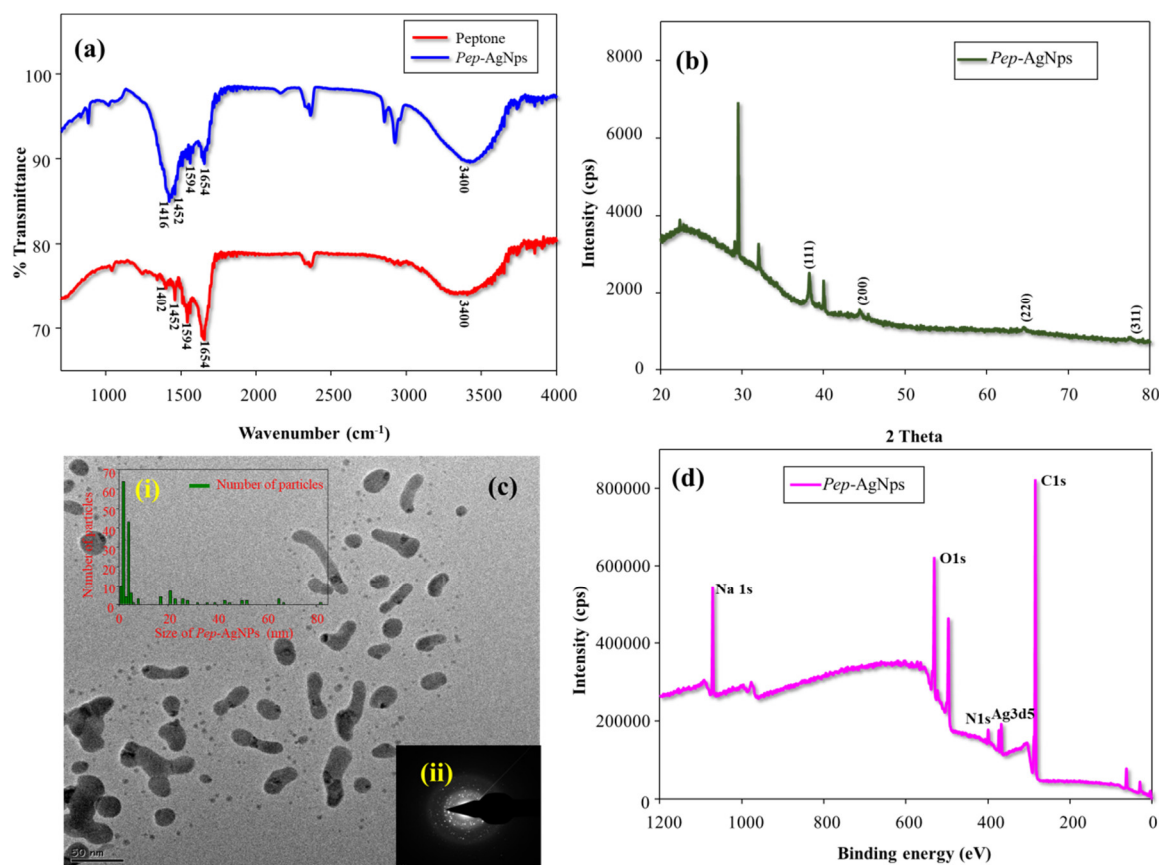 (a)
Peptone
Pep-AgNps
100
90
80
70
% Transmittance
1416
1452
1594
1654
3400
1402
1452
1594
1654
3400
1000 1500 2000 2500 3000 3500 4000
Wavenumber (cm-1)
(b)
Pep-AgNps
8000
6000
4000
2000
0
Intensity (cps)
(111)
(200)
(220)
(311)
20 30 40 50 60 70 80
2 Theta
(c)
(i)
Number of particles
70
60
50
40
30
20
10
0
Number of particles
0 20 40 60 80
Size of Pep-AgNPs (nm)
(ii)
50 nm
(d)
Pep-AgNps
800000
600000
400000
200000
0
Intensity (cps)
Na 1s
O1s
N1s
Ag3d5
C1s
1200 1000 800 600 400 200 0
Binding energy (eV)